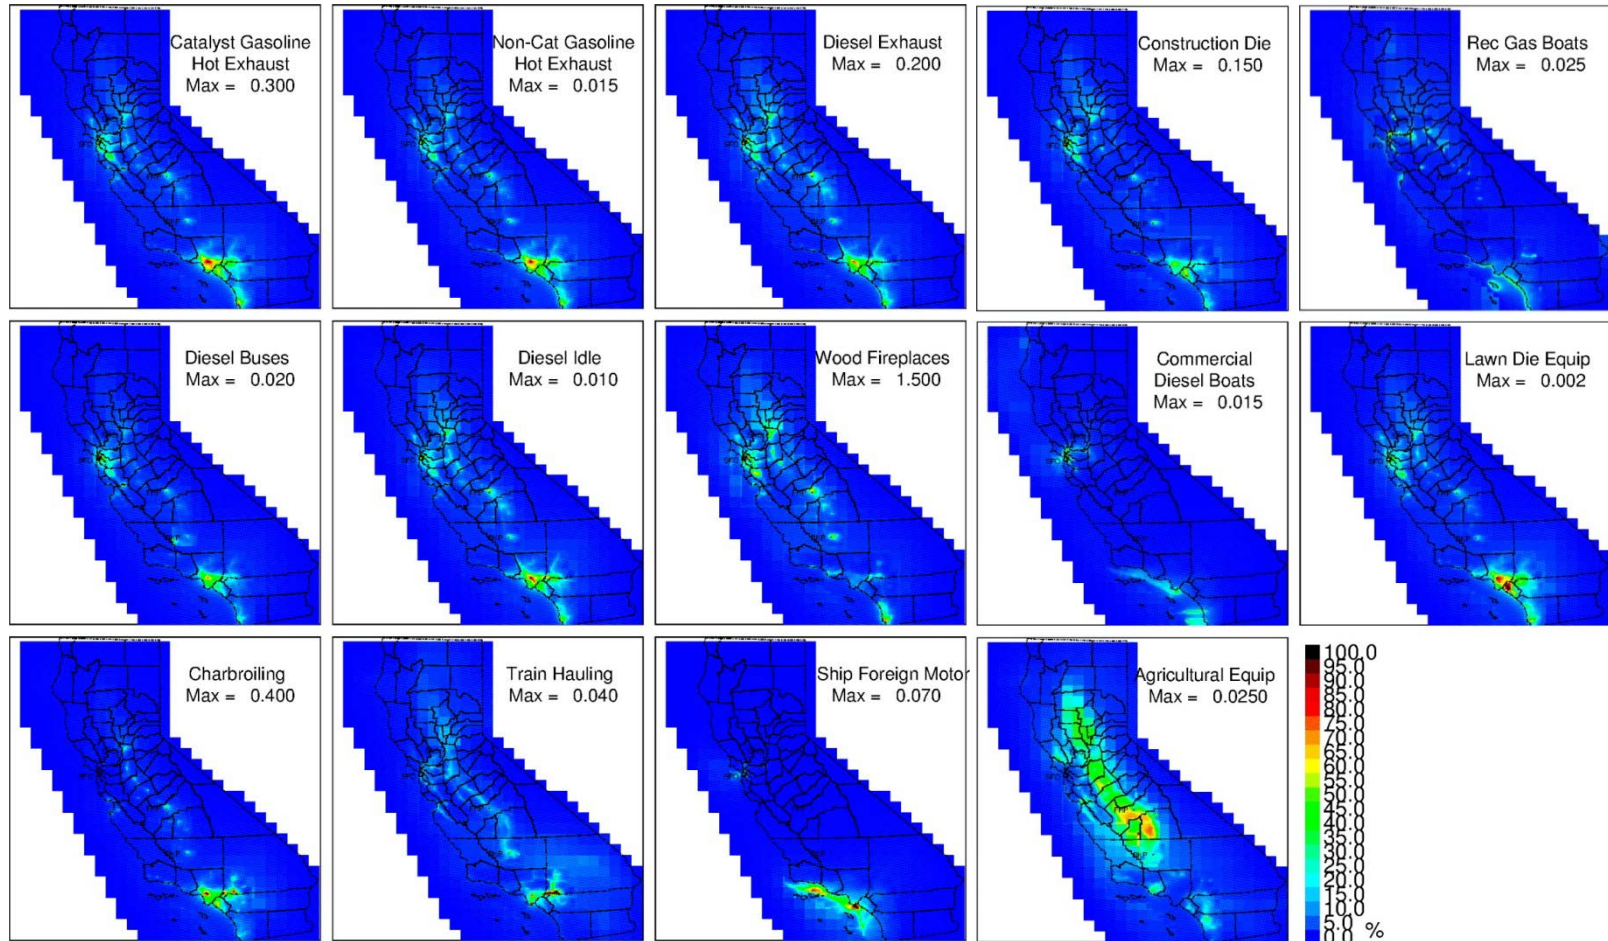 Catalyst Gasoline
Hot Exhaust
Max = 0.300
Non-Cat Gasoline
Hot Exhaust
Max = 0.015
Diesel Exhaust
Max = 0.200
Construction Die
Max = 0.150
Rec Gas Boats
Max = 0.025
Diesel Buses
Max = 0.020
Diesel Idle
Max = 0.010
Wood Fireplaces
Max = 1.500
Commercial
Diesel Boats
Max = 0.015
Lawn Die Equip
Max = 0.002
Charbroiling
Max = 0.400
Train Hauling
Max = 0.040
Ship Foreign Motor
Max = 0.070
Agricultural Equip
Max = 0.0250
100.0
95.0
90.0
85.0
80.0
75.0
70.0
65.0
60.0
55.0
50.0
45.0
40.0
35.0
30.0
25.0
20.0
15.0
10.0
5.0
0.0 %